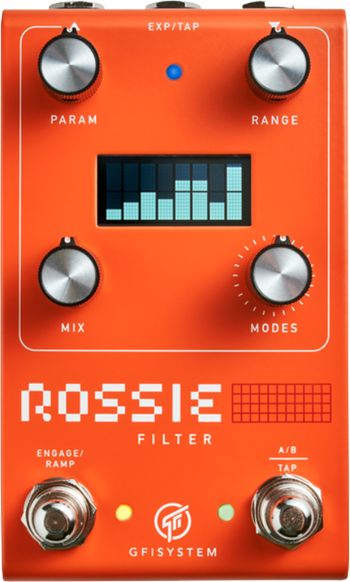 EXP/TAP
PARAM
RANGE
MIX
MODES
ROSSIE
FILTER
ENGAGE/
RAMP
A/B
TAP
GFISYSTEM